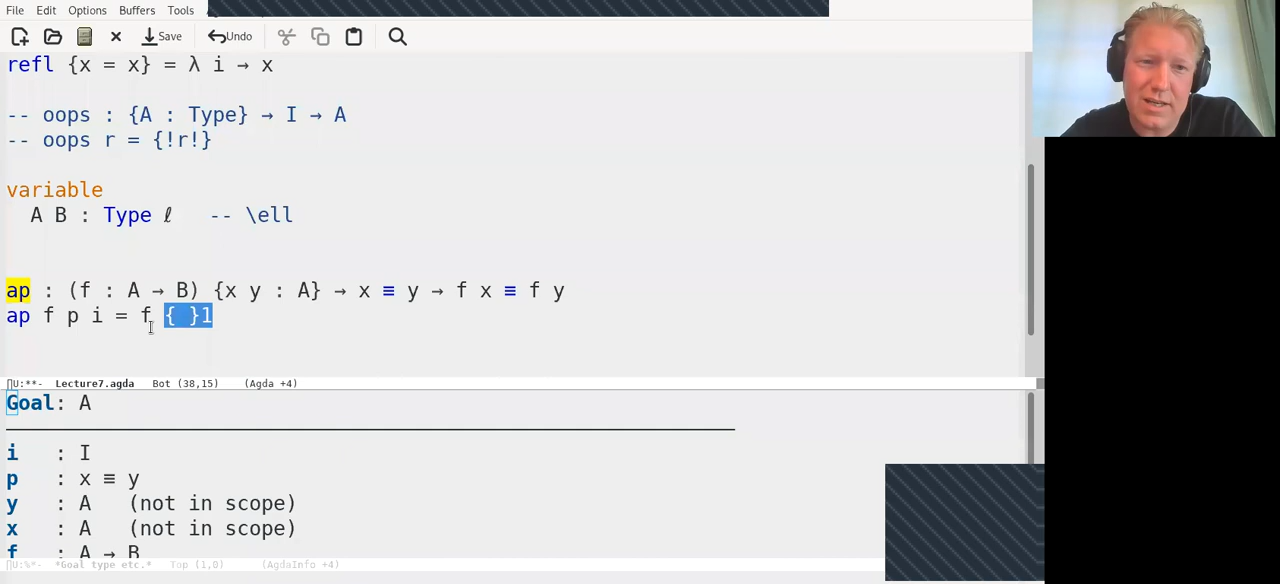 File Edit Options Buffers Tools
Save Undo
refl {x = x} = λ i → x
-- oops : {A : Type} → I → A
-- oops r = {!r!}
variable
A B : Type ℓ -- \ell
ap : (f : A → B) {x y : A} → x ≡ y → f x ≡ f y
ap f p i = f { }1
U:**- Lecture7.agda Bot (38,15) (Agda +4)
Goal: A
i : I
p : x ≡ y
y : A (not in scope)
x : A (not in scope)
f : A → B
U:%*- *Goal type etc.* Top (1,0) (AgdaInfo +4)